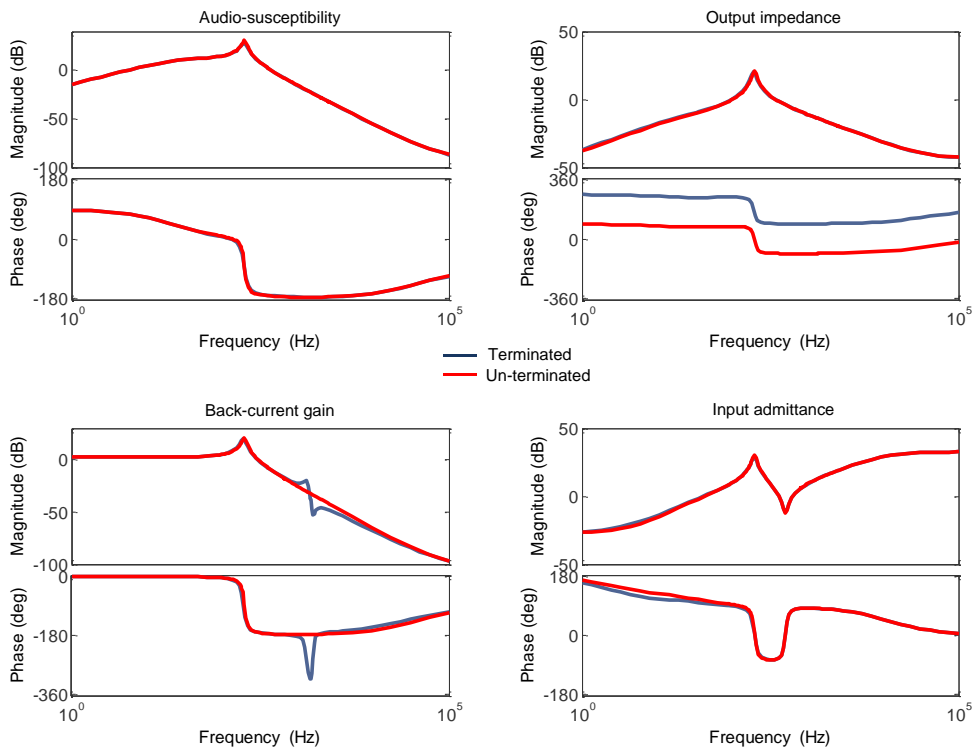 Audio-susceptibility
Magnitude (dB)
0
-50
-100
Phase (deg)
180
0
-180
10^0
10^5
Frequency (Hz)
Output impedance
Magnitude (dB)
50
0
-50
Phase (deg)
360
0
-360
10^0
10^5
Frequency (Hz)
Terminated
Un-terminated
Back-current gain
Magnitude (dB)
0
-50
-100
Phase (deg)
0
-180
-360
10^0
10^5
Frequency (Hz)
Input admittance
Magnitude (dB)
50
0
-50
Phase (deg)
180
0
-180
10^0
10^5
Frequency (Hz)